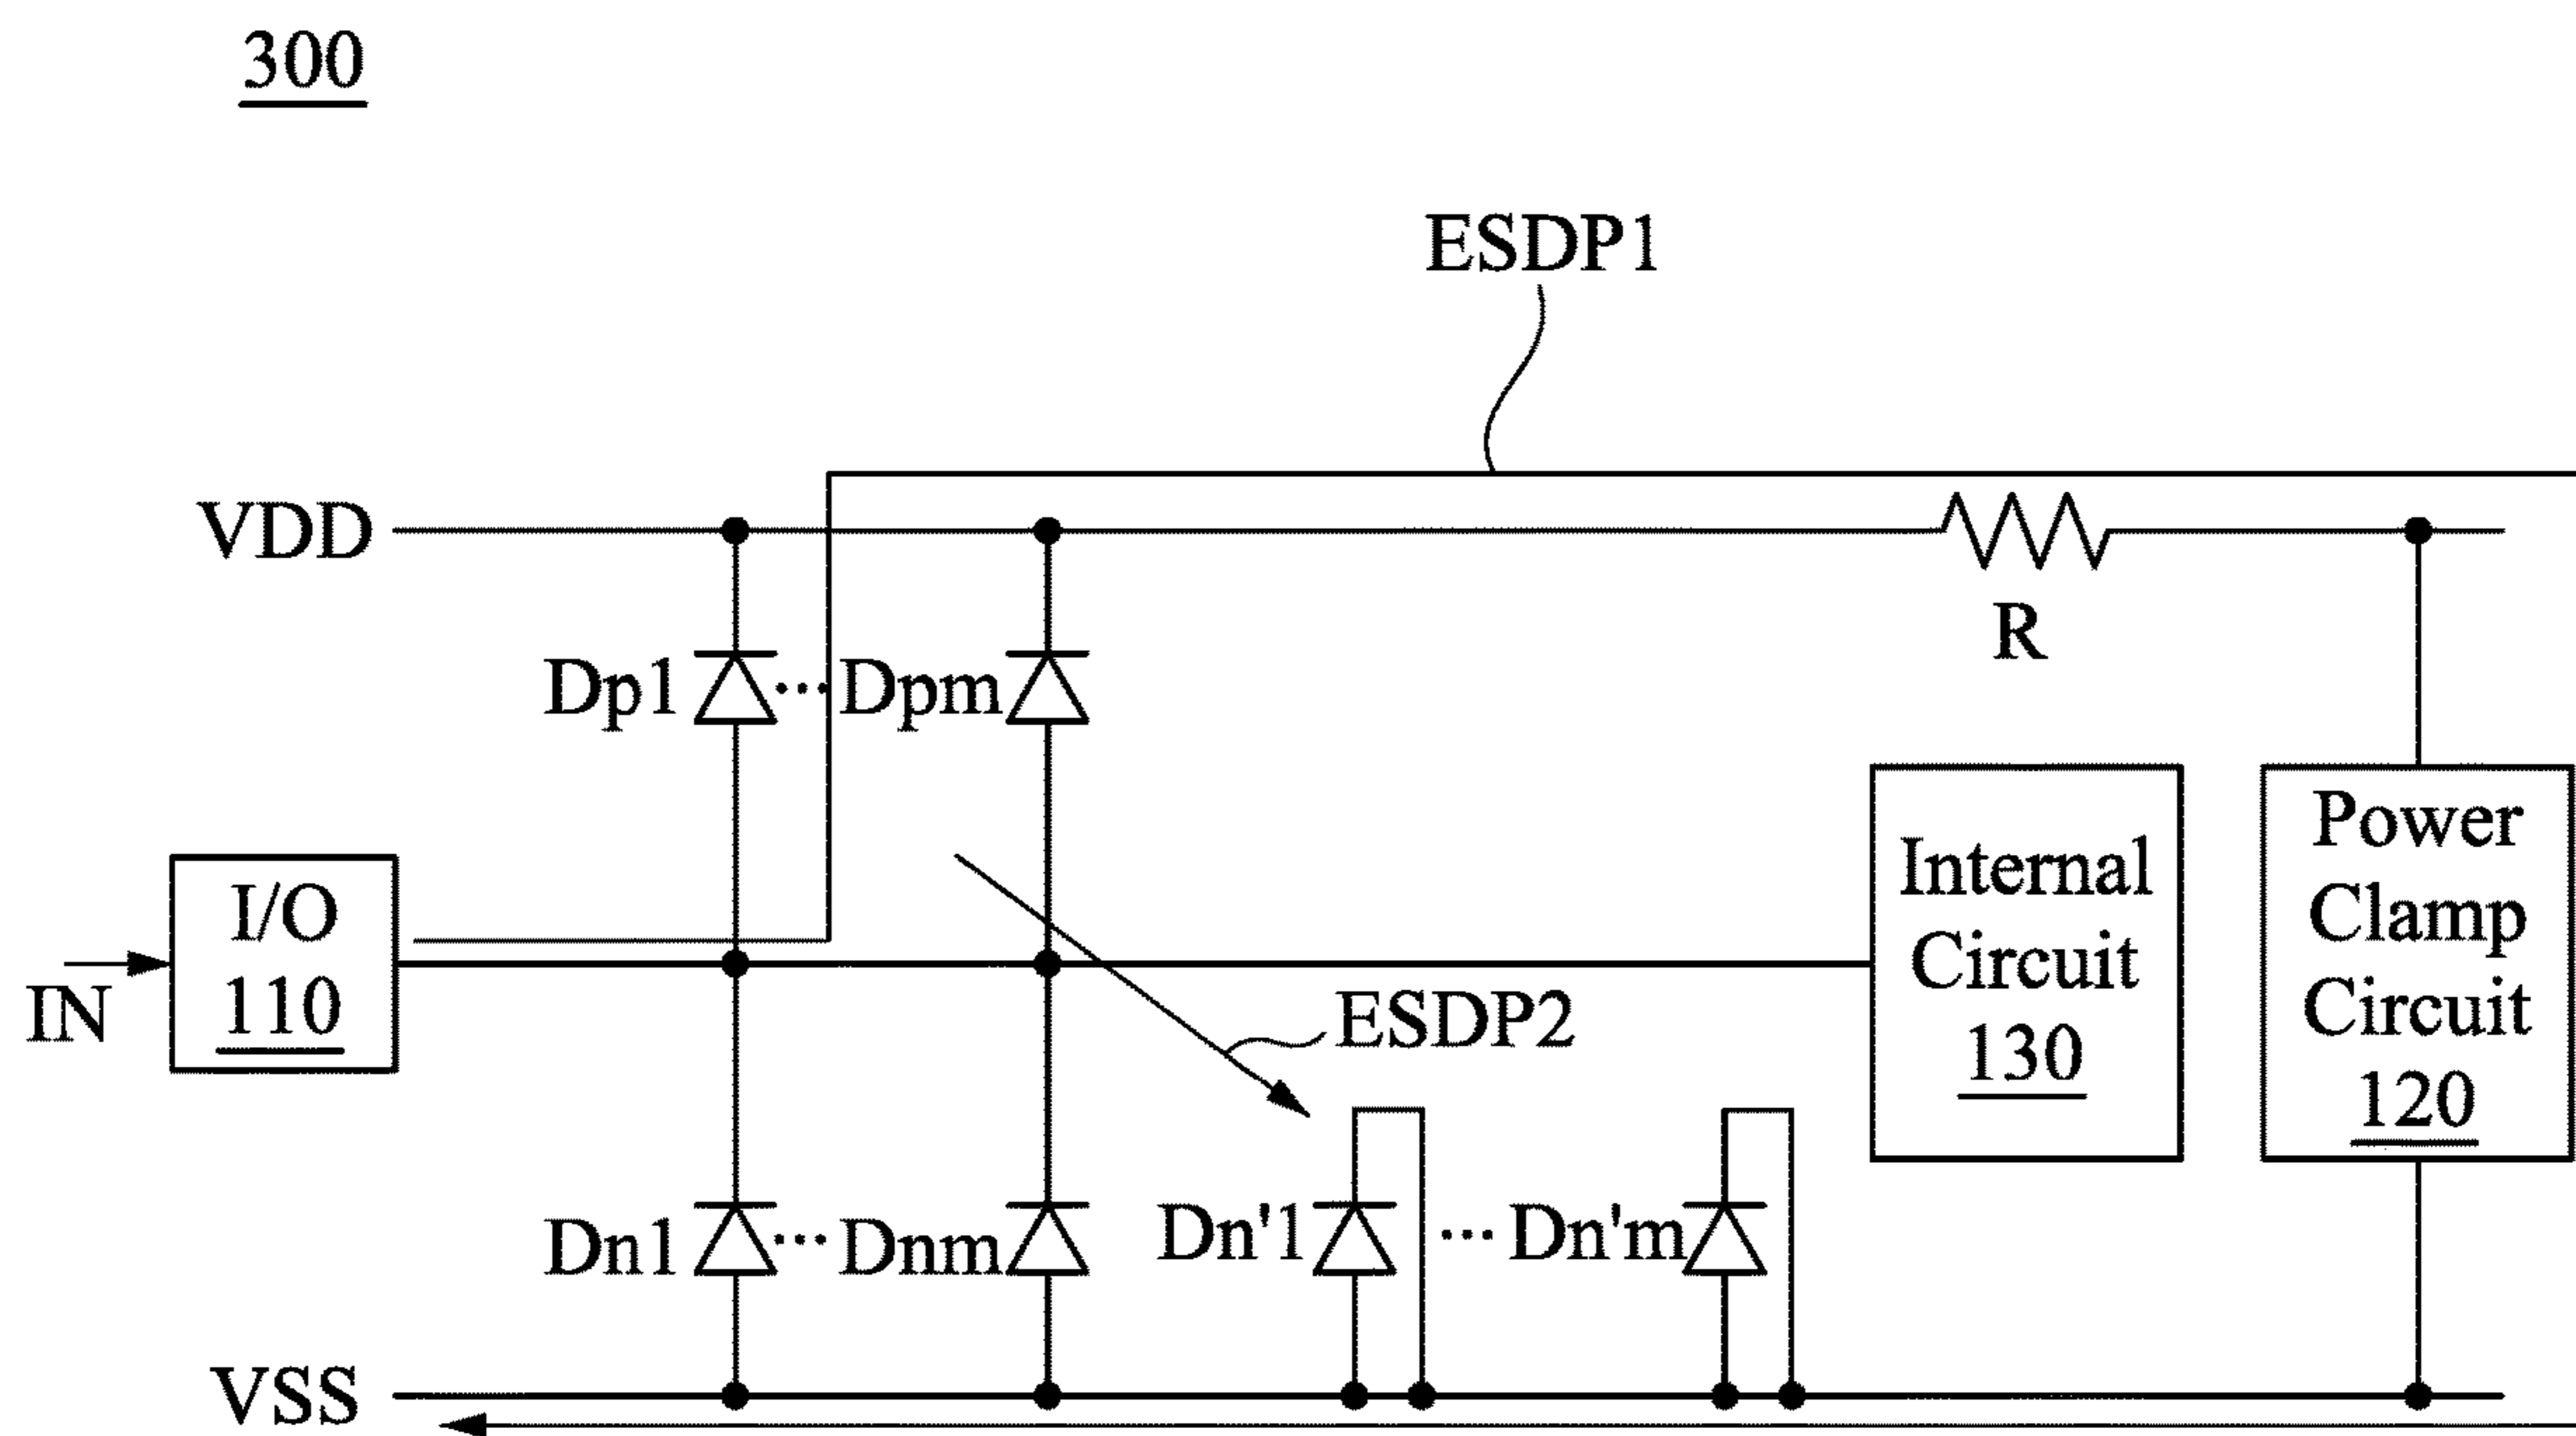 300
ESDP1
VDD
R
Dp1 ... Dpm
I/O
110
IN
Internal
Circuit
130
Power
Clamp
Circuit
120
ESDP2
Dn1 ... Dnm
Dn'1 ... Dn'm
VSS